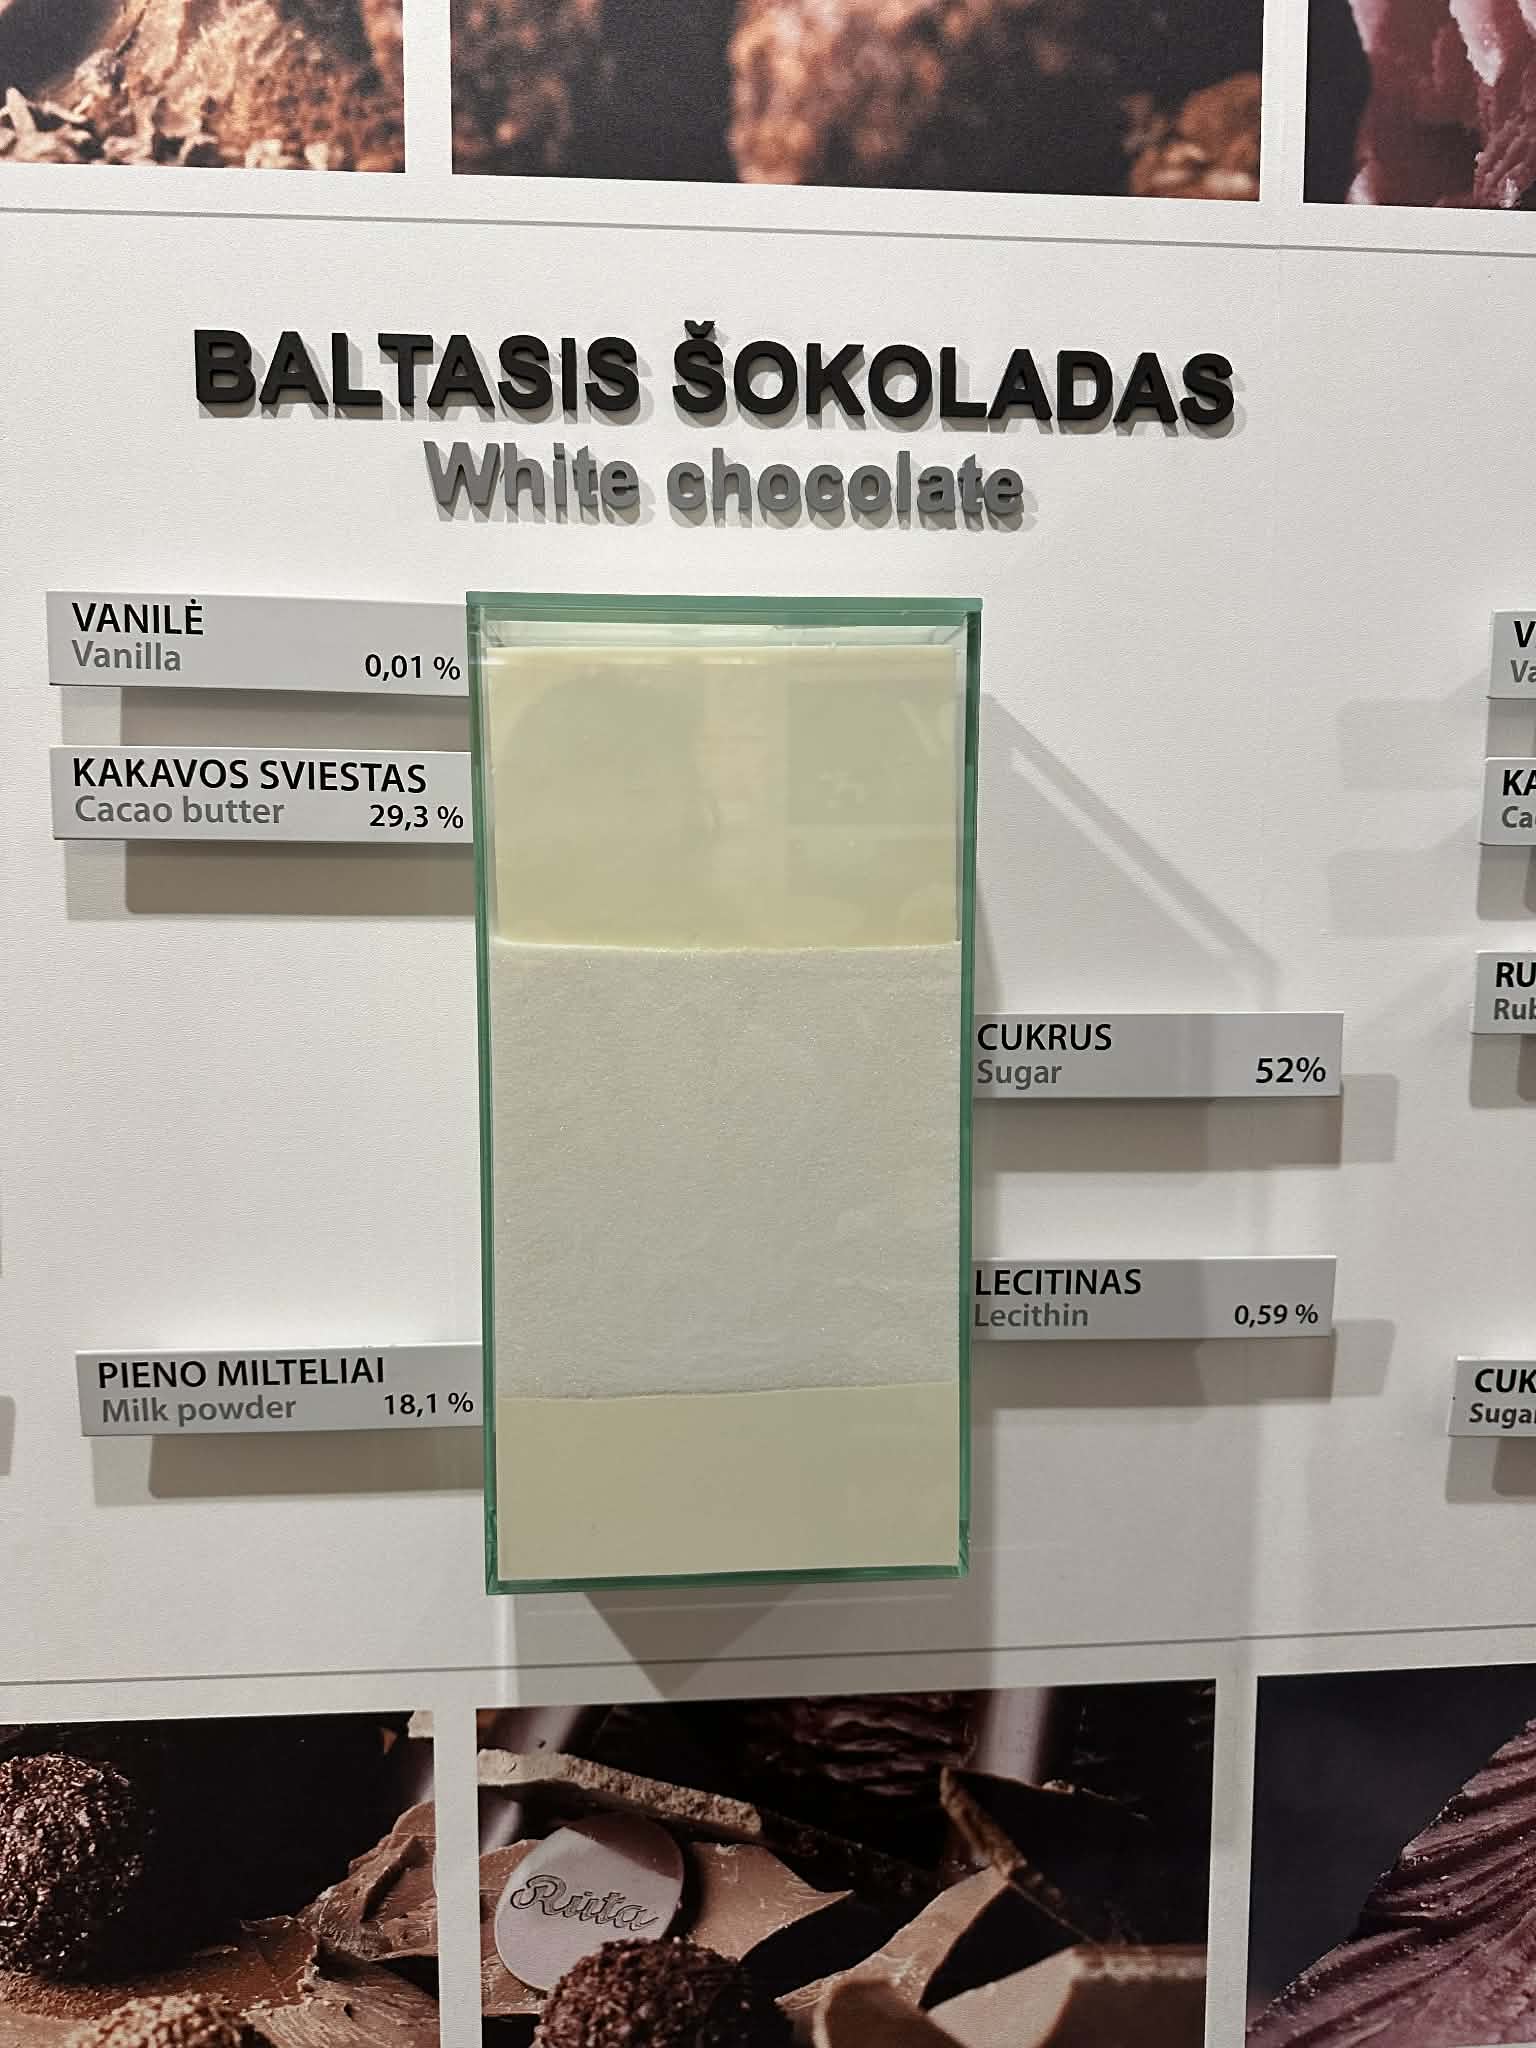 BALTASIS ŠOKOLADAS
White chocolate
VANILĖ
Vanilla 0,01 %
KAKAVOS SVIESTAS
Cacao butter 29,3 %
CUKRUS
Sugar 52%
LECITINAS
Lecithin 0,59 %
PIENO MILTELIAI
Milk powder 18,1 %
Rūta